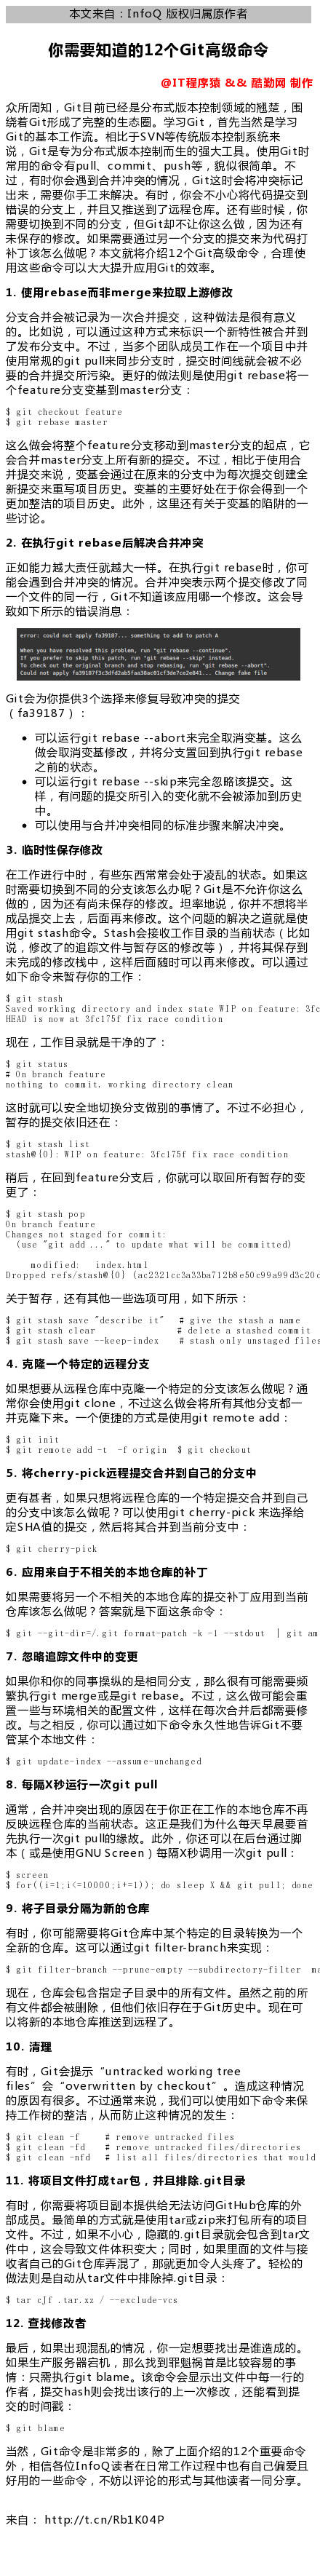 本文来自：InfoQ 版权归属原作者
你需要知道的12个Git高级命令
@IT程序猿 && 酷勤网 制作
众所周知，Git目前已经是分布式版本控制领域的翘楚，围
绕着Git形成了完整的生态圈。学习Git，首先当然是学习
Git的基本工作流。相比于SVN等传统版本控制系统来
说，Git是专为分布式版本控制而生的强大工具。使用Git时
常用的命令有pull、commit、push等，貌似很简单。不
过，有时你会遇到合并冲突的情况，Git这时会将冲突标记
出来，需要你手工来解决。有时，你会不小心将代码提交到
错误的分支上，并且又推送到了远程仓库。还有些时候，你
需要切换到不同的分支，但Git却不让你这么做，因为还有
未保存的修改。如果需要通过另一个分支的提交来为代码打
补丁该怎么做呢？本文就将介绍12个Git高级命令，合理使
用这些命令可以大大提升应用Git的效率。
1. 使用rebase而非merge来拉取上游修改
分支合并会被记录为一次合并提交，这种做法是很有意义
的。比如说，可以通过这种方式来标识一个新特性被合并到
了发布分支中。不过，当多个团队成员工作在一个项目中并
使用常规的git pull来同步分支时，提交时间线就会被不必
要的合并提交所污染。更好的做法则是使用git rebase将一
个feature分支变基到master分支：
$ git checkout feature
$ git rebase master
这么做会将整个feature分支移动到master分支的起点，它
会合并master分支上所有新的提交。不过，相比于使用合
并提交来说，变基会通过在原来的分支中为每次提交创建全
新提交来重写项目历史。变基的主要好处在于你会得到一个
更加整洁的项目历史。此外，这里还有关于变基的陷阱的一
些讨论。
2. 在执行git rebase后解决合并冲突
正如能力越大责任就越大一样。在执行git rebase时，你可
能会遇到合并冲突的情况。合并冲突表示两个提交修改了同
一个文件的同一行，Git不知道该应用哪一个修改。这会导
致如下所示的错误消息：
error: could not apply fa39187... something to add to patch A
When you have resolved this problem, run "git rebase --continue".
If you prefer to skip this patch, run "git rebase --skip" instead.
To check out the original branch and stop rebasing, run "git rebase --abort".
Could not apply fa39187f3c3dfd2ab5faa38ac01cf3de7ce2e841... Change fake file
Git会为你提供3个选择来修复导致冲突的提交
（fa39187）：
可以运行git rebase --abort来完全取消变基。这么
做会取消变基修改，并将分支置回到执行git rebase
之前的状态。
可以运行git rebase --skip来完全忽略该提交。这
样，有问题的提交所引入的变化就不会被添加到历史
中。
可以使用与合并冲突相同的标准步骤来解决冲突。
3. 临时性保存修改
在工作进行中时，有些东西常常会处于凌乱的状态。如果这
时需要切换到不同的分支该怎么办呢？Git是不允许你这么
做的，因为还有尚未保存的修改。坦率地说，你并不想将半
成品提交上去，后面再来修改。这个问题的解决之道就是使
用git stash命令。Stash会接收工作目录的当前状态（比如
说，修改了的追踪文件与暂存区的修改等），并将其保存到
未完成的修改栈中，这样后面随时可以再来修改。可以通过
如下命令来暂存你的工作：
$ git stash
Saved working directory and index state WIP on feature: 3fc
HEAD is now at 3fc175f fix race condition
现在，工作目录就是干净的了：
$ git status
# On branch feature
nothing to commit, working directory clean
这时就可以安全地切换分支做别的事情了。不过不必担心，
暂存的提交依旧还在：
$ git stash list
stash@{0}: WIP on feature: 3fc175f fix race condition
稍后，在回到feature分支后，你就可以取回所有暂存的变
更了：
$ git stash pop
On branch feature
Changes not staged for commit:
(use "git add ..." to update what will be committed)
modified: index.html
Dropped refs/stash@{0} (ac2321cc3a33ba712b8e50c99a99d3c20d
关于暂存，还有其他一些选项可用，如下所示：
$ git stash save "describe it" # give the stash a name
$ git stash clear # delete a stashed commit
$ git stash save --keep-index # stash only unstaged files
4. 克隆一个特定的远程分支
如果想要从远程仓库中克隆一个特定的分支该怎么做呢？通
常你会使用git clone，不过这么做会将所有其他分支都一
并克隆下来。一个便捷的方式是使用git remote add：
$ git init
$ git remote add -t -f origin $ git checkout
5. 将cherry-pick远程提交合并到自己的分支中
更有甚者，如果只想将远程仓库的一个特定提交合并到自己
的分支中该怎么做呢？可以使用git cherry-pick 来选择给
定SHA值的提交，然后将其合并到当前分支中：
$ git cherry-pick
6. 应用来自于不相关的本地仓库的补丁
如果需要将另一个不相关的本地仓库的提交补丁应用到当前
仓库该怎么做呢？答案就是下面这条命令：
$ git --git-dir=/.git format-patch -k -1 --stdout | git am
7. 忽略追踪文件中的变更
如果你和你的同事操纵的是相同分支，那么很有可能需要频
繁执行git merge或是git rebase。不过，这么做可能会重
置一些与环境相关的配置文件，这样在每次合并后都需要修
改。与之相反，你可以通过如下命令永久性地告诉Git不要
管某个本地文件：
$ git update-index --assume-unchanged
8. 每隔X秒运行一次git pull
通常，合并冲突出现的原因在于你正在工作的本地仓库不再
反映远程仓库的当前状态。这正是我们为什么每天早晨要首
先执行一次git pull的缘故。此外，你还可以在后台通过脚
本（或是使用GNU Screen）每隔X秒调用一次git pull：
$ screen
$ for((i=1;i<=10000;i*=1)); do sleep X && git pull; done
9. 将子目录分隔为新的仓库
有时，你可能需要将Git仓库中某个特定的目录转换为一个
全新的仓库。这可以通过git filter-branch来实现：
$ git filter-branch --prune-empty --subdirectory-filter ma
现在，仓库会包含指定子目录中的所有文件。虽然之前的所
有文件都会被删除，但他们依旧存在于Git历史中。现在可
以将新的本地仓库推送到远程了。
10. 清理
有时，Git会提示“untracked working tree
files”会“overwritten by checkout”。造成这种情况
的原因有很多。不过通常来说，我们可以使用如下命令来保
持工作树的整洁，从而防止这种情况的发生：
$ git clean -f # remove untracked files
$ git clean -fd # remove untracked files/directories
$ git clean -nfd # list all files/directories that would
11. 将项目文件打成tar包，并且排除.git目录
有时，你需要将项目副本提供给无法访问GitHub仓库的外
部成员。最简单的方式就是使用tar或zip来打包所有的项目
文件。不过，如果不小心，隐藏的.git目录就会包含到tar文
件中，这会导致文件体积变大；同时，如果里面的文件与接
收者自己的Git仓库弄混了，那就更加令人头疼了。轻松的
做法则是自动从tar文件中排除掉.git目录：
$ tar cJf .tar.xz / --exclude-vcs
12. 查找修改者
最后，如果出现混乱的情况，你一定想要找出是谁造成的。
如果生产服务器宕机，那么找到罪魁祸首是比较容易的事
情：只需执行git blame。该命令会显示出文件中每一行的
作者，提交hash则会找出该行的上一次修改，还能看到提
交的时间戳：
$ git blame
当然，Git命令是非常多的，除了上面介绍的12个重要命令
外，相信各位InfoQ读者在日常工作过程中也有自己偏爱且
好用的一些命令，不妨以评论的形式与其他读者一同分享。
来自： http://t.cn/Rb1K04P